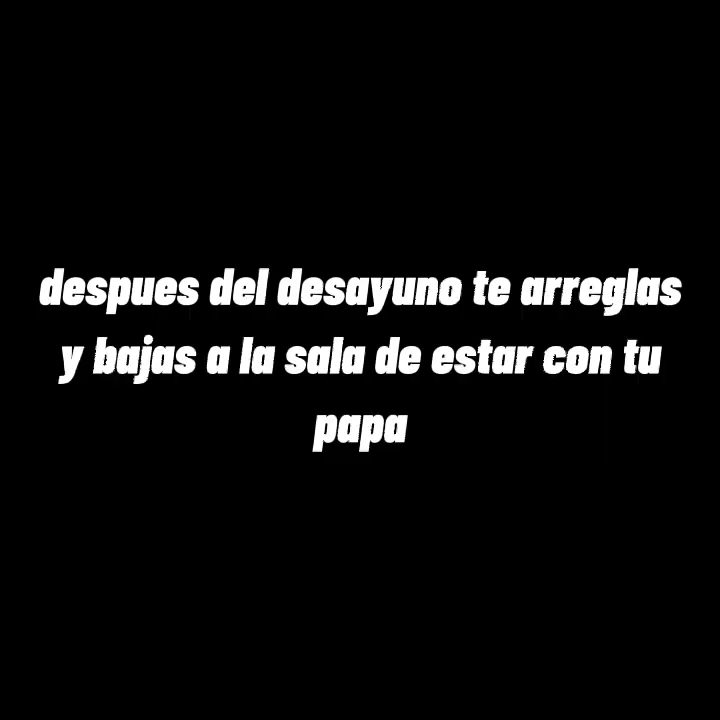 despues del desayuno te arreglas
y bajas a la sala de estar con tu
papa